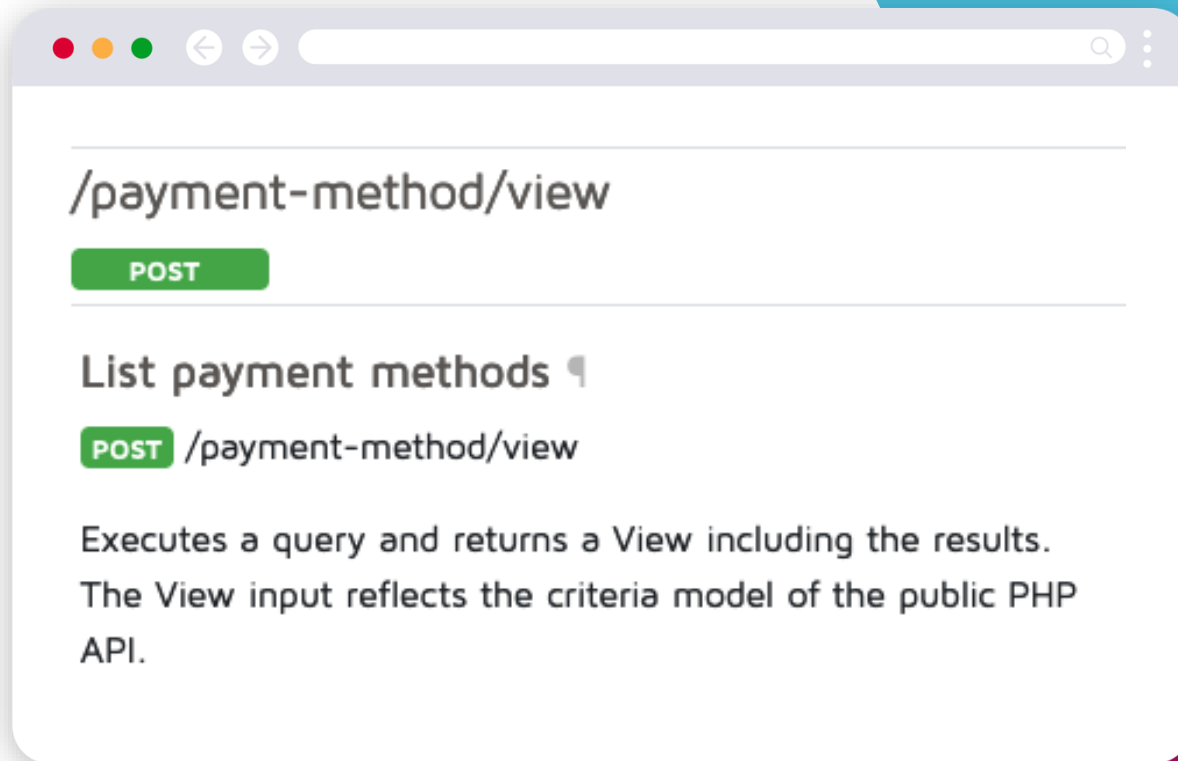 /payment-method/view
POST
List payment methods ¶
POST /payment-method/view
Executes a query and returns a View including the results.
The View input reflects the criteria model of the public PHP
API.